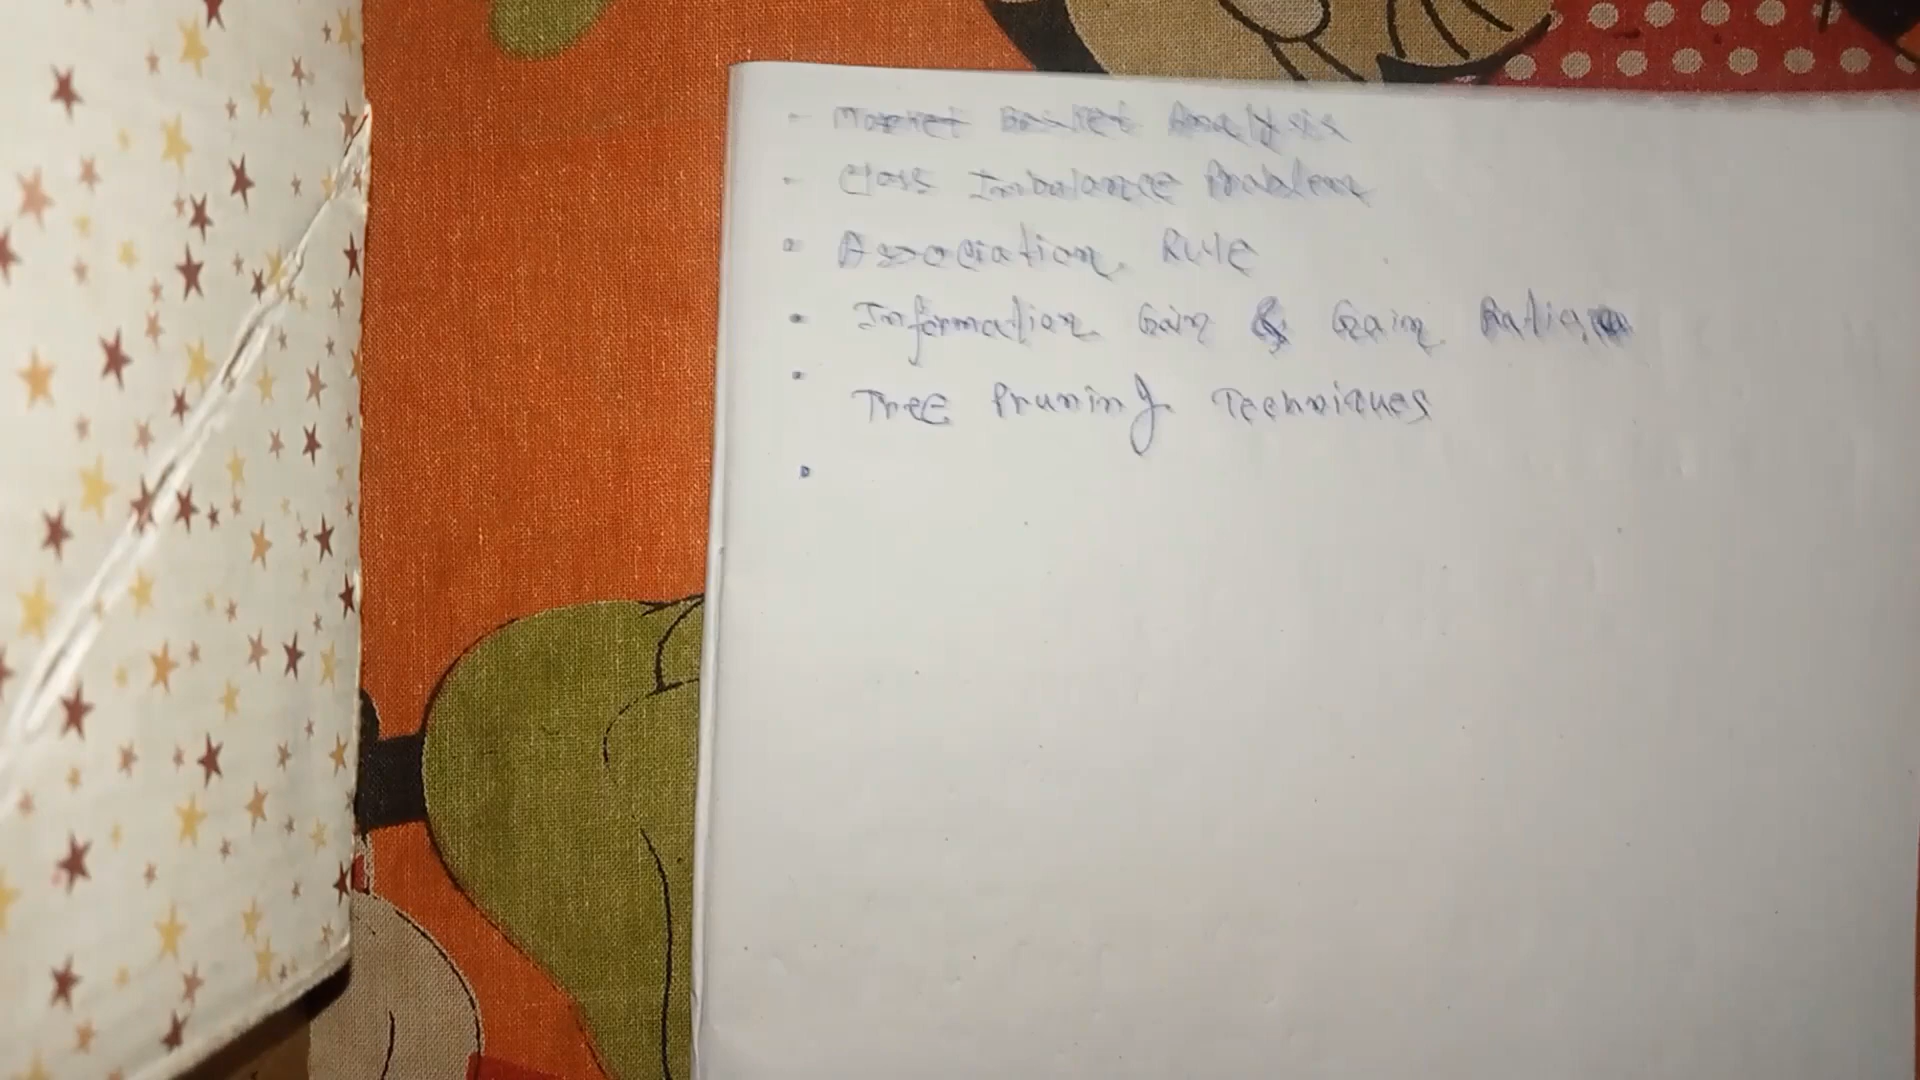 · Market Basket Analysis
· Class Imbalance Problem
· Association Rule
· Information Gain & Gain Ratio
· Tree Pruning Techniques
·